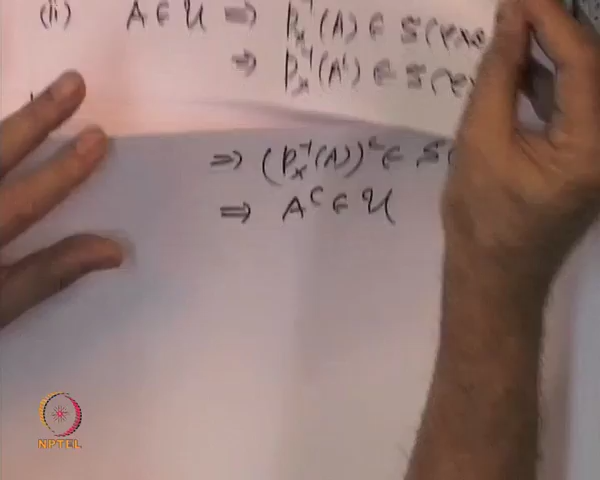 (ii) A ∈ U ⇒ p_x^{-1}(A) ∈ S(
⇒ p_x^{-1}(A^c) ∈ S(
⇒ (p_x^{-1}(A))^c ∈ S(
⇒ A^c ∈ U
NPTEL